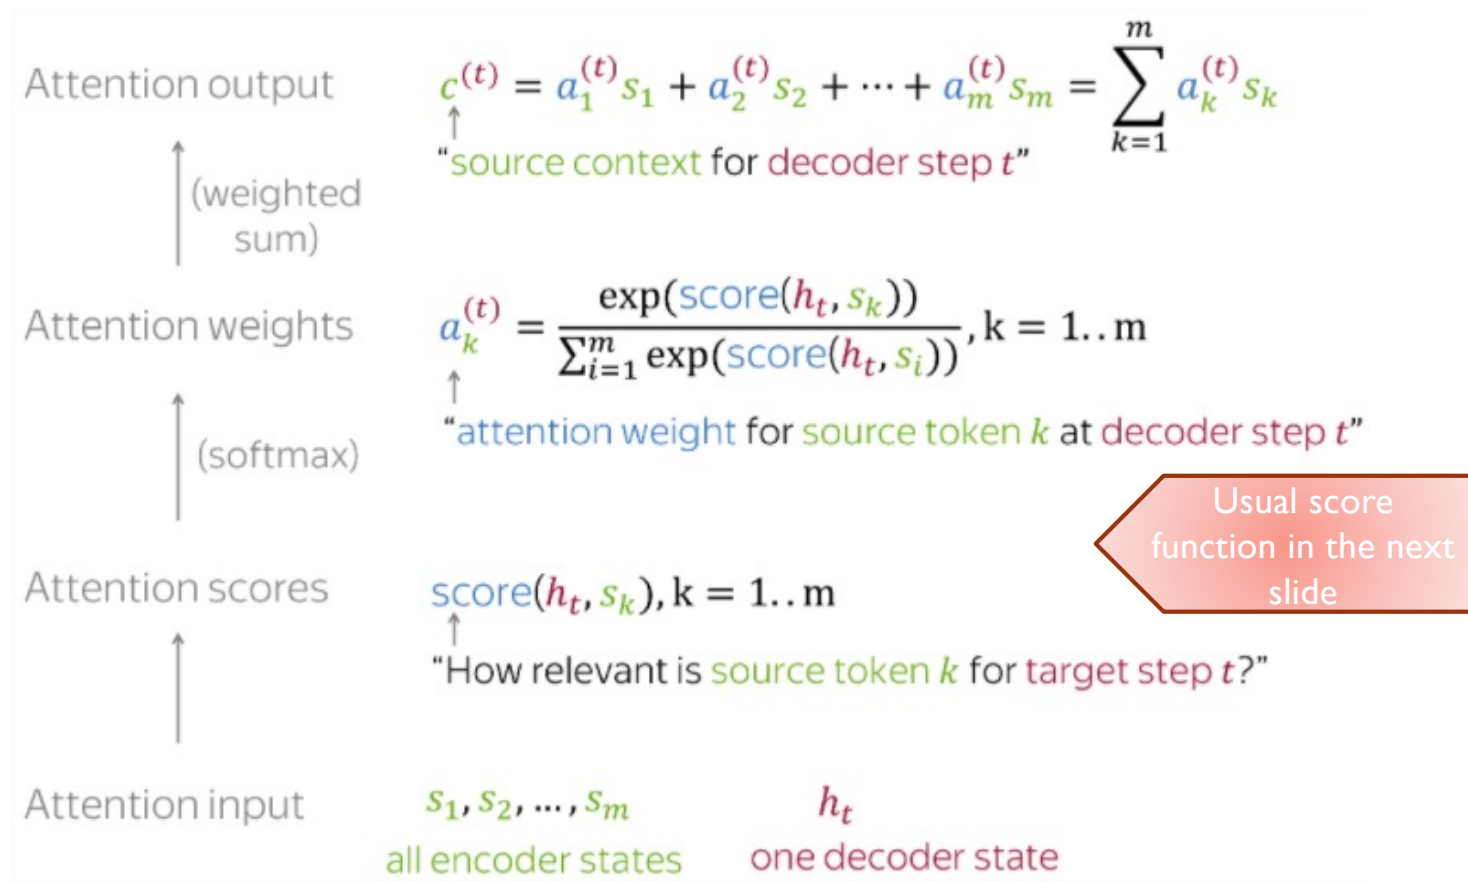 Attention output
c^(t) = a_1^(t) s_1 + a_2^(t) s_2 + ⋯ + a_m^(t) s_m = ∑_{k=1}^{m} a_k^(t) s_k
“source context for decoder step t”
(weighted
sum)
Attention weights
a_k^(t) = exp(score(h_t, s_k)) / ∑_{i=1}^{m} exp(score(h_t, s_i)), k = 1..m
“attention weight for source token k at decoder step t”
(softmax)
Usual score
function in the next
slide
Attention scores
score(h_t, s_k), k = 1..m
“How relevant is source token k for target step t?”
Attention input
s_1, s_2, ..., s_m
h_t
all encoder states
one decoder state